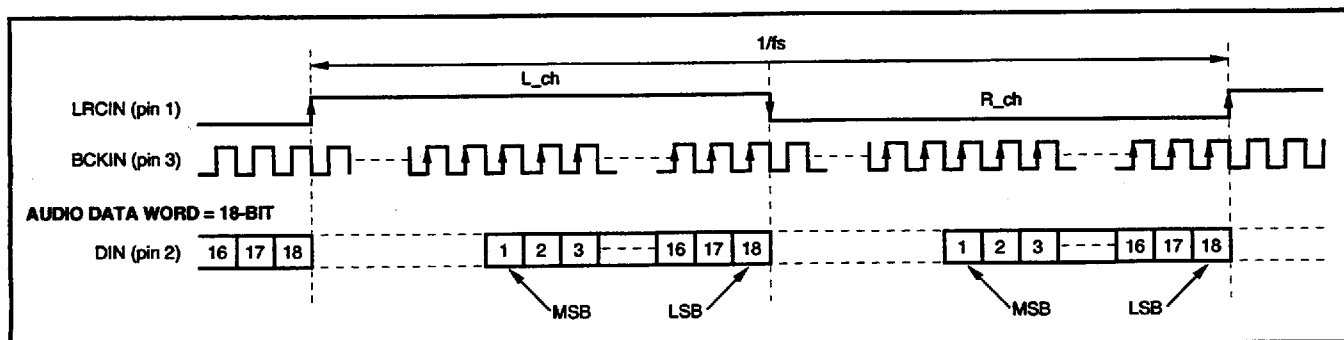 1/fs
L_ch
R_ch
LRCIN (pin 1)
BCKIN (pin 3)
AUDIO DATA WORD = 18-BIT
DIN (pin 2) 16 17 18 1 2 3 16 17 18 1 2 3 16 17 18
MSB LSB MSB LSB